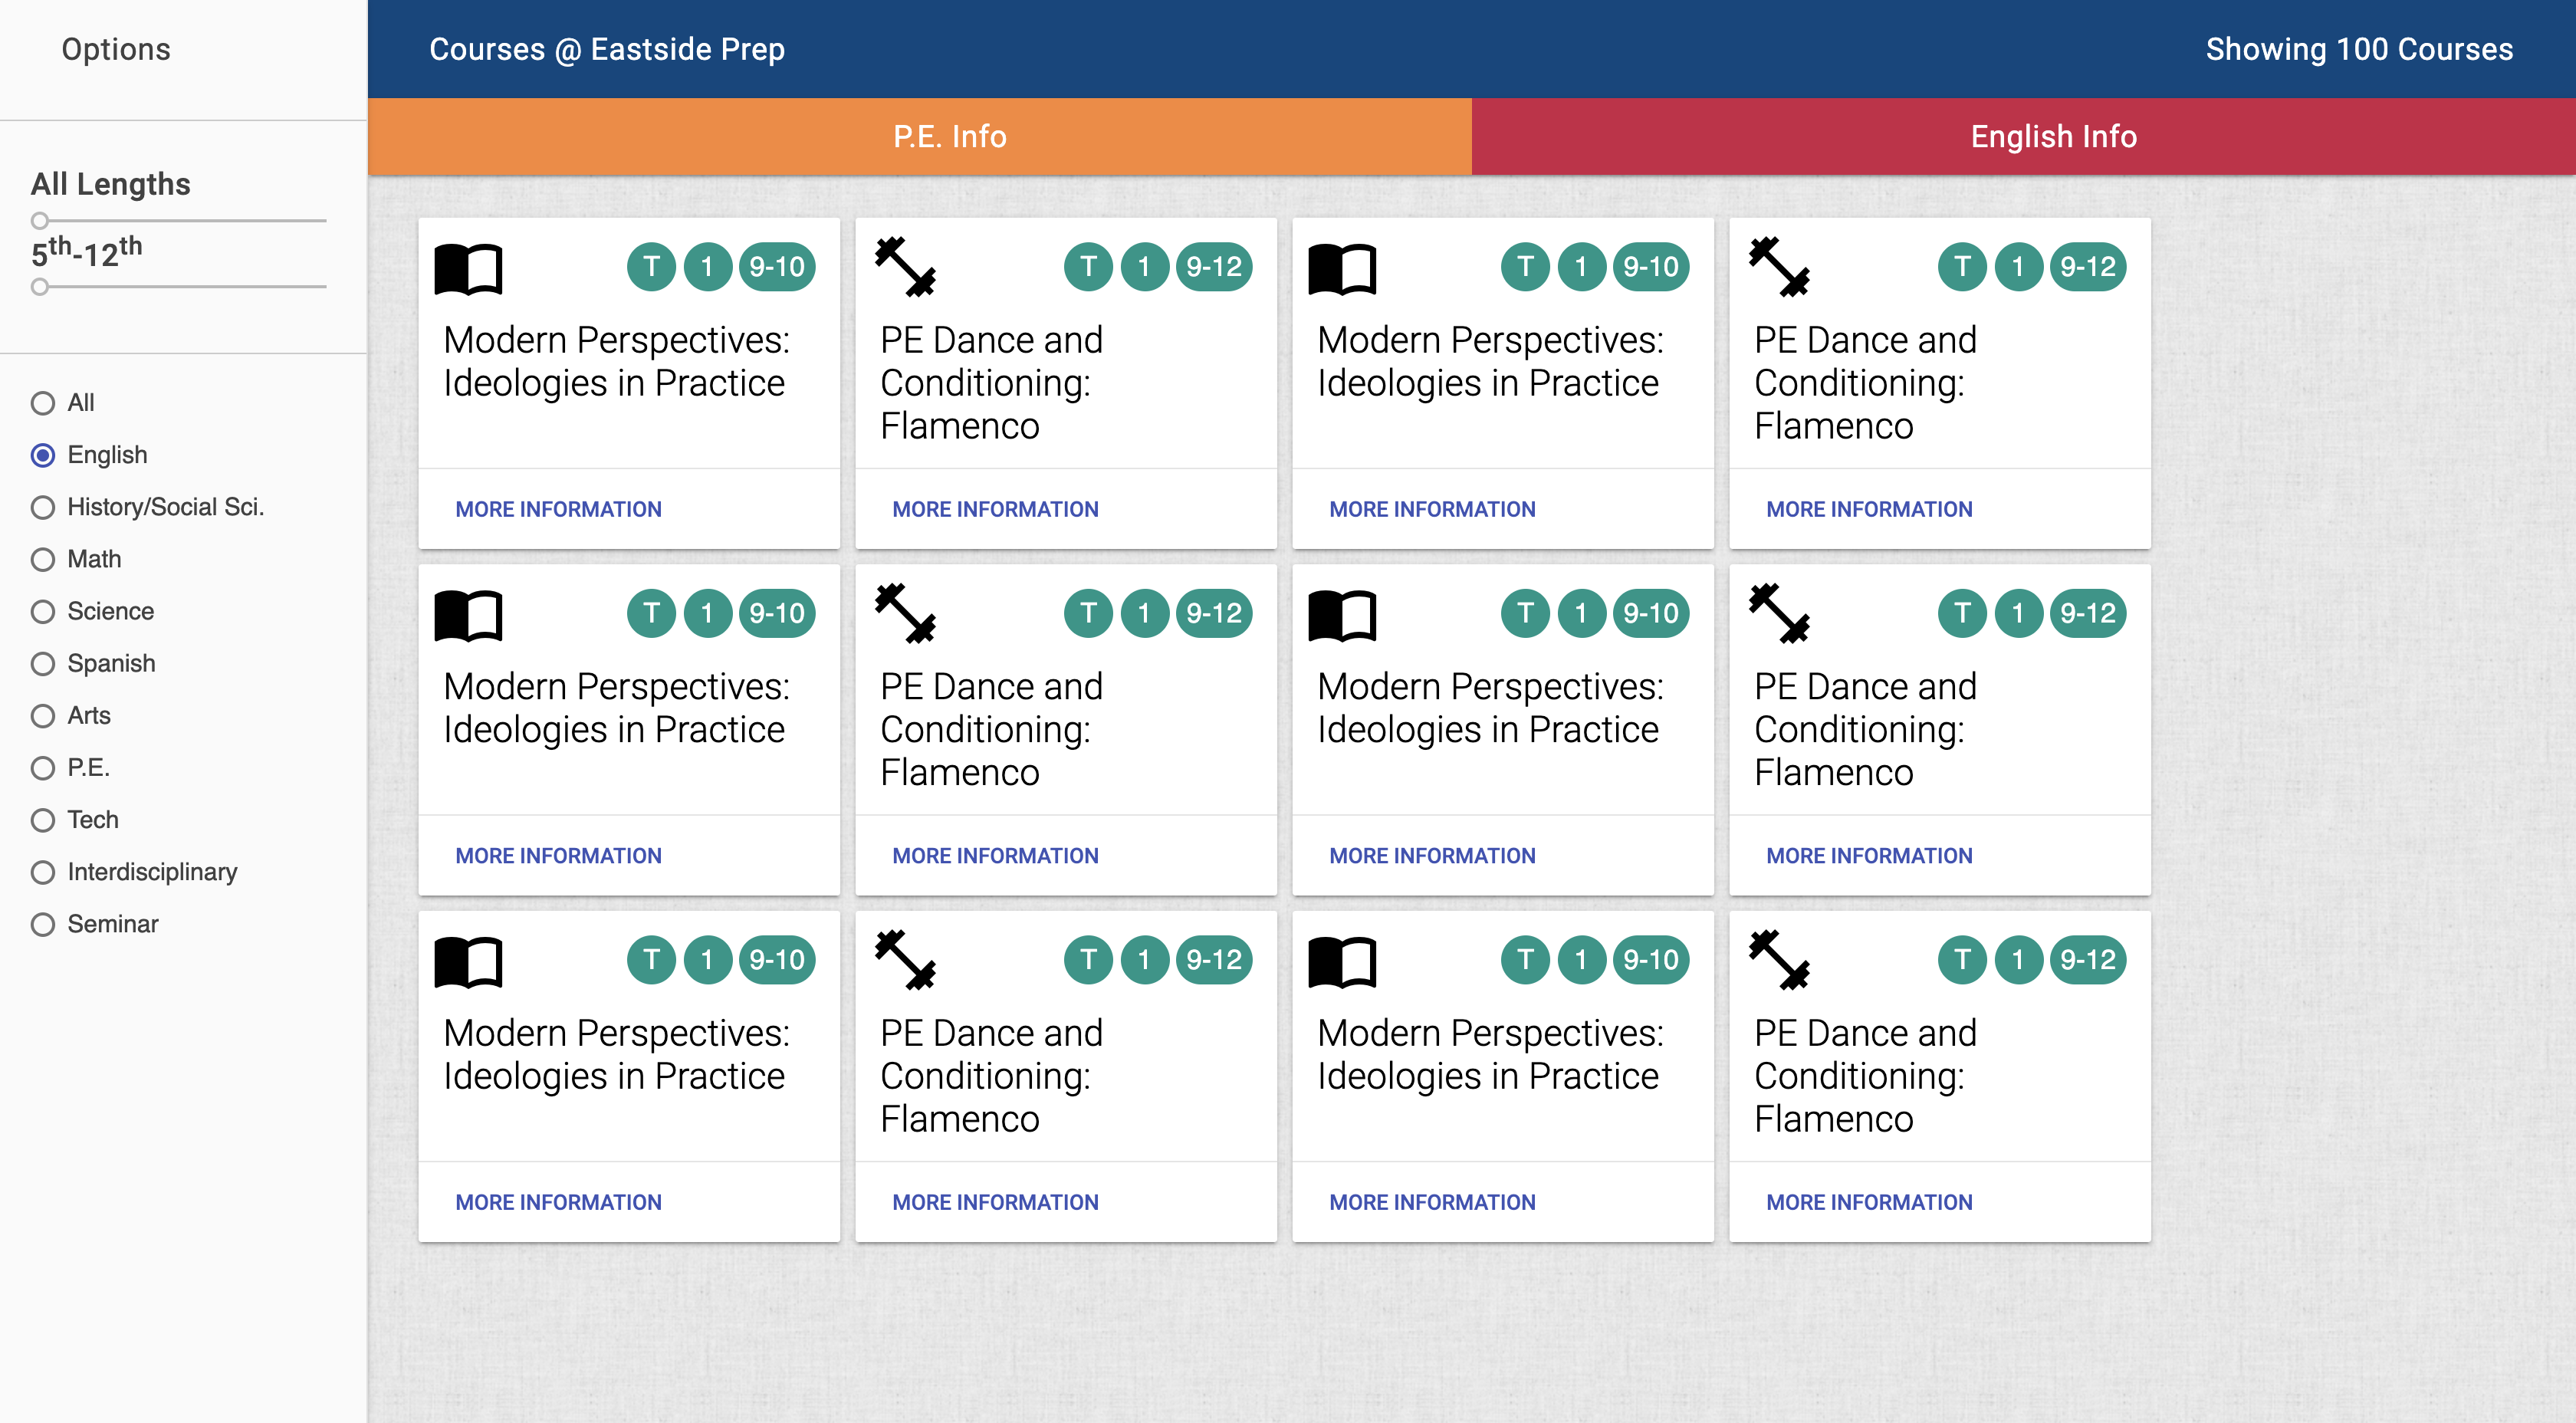 Options
Courses @ Eastside Prep
Showing 100 Courses
P.E. Info
English Info
All Lengths
5th-12th
All
English
History/Social Sci.
Math
Science
Spanish
Arts
P.E.
Tech
Interdisciplinary
Seminar
T 1 9-10
Modern Perspectives:
Ideologies in Practice
MORE INFORMATION
T 1 9-12
PE Dance and
Conditioning:
Flamenco
MORE INFORMATION
T 1 9-10
Modern Perspectives:
Ideologies in Practice
MORE INFORMATION
T 1 9-12
PE Dance and
Conditioning:
Flamenco
MORE INFORMATION
T 1 9-10
Modern Perspectives:
Ideologies in Practice
MORE INFORMATION
T 1 9-12
PE Dance and
Conditioning:
Flamenco
MORE INFORMATION
T 1 9-10
Modern Perspectives:
Ideologies in Practice
MORE INFORMATION
T 1 9-12
PE Dance and
Conditioning:
Flamenco
MORE INFORMATION
T 1 9-10
Modern Perspectives:
Ideologies in Practice
MORE INFORMATION
T 1 9-12
PE Dance and
Conditioning:
Flamenco
MORE INFORMATION
T 1 9-10
Modern Perspectives:
Ideologies in Practice
MORE INFORMATION
T 1 9-12
PE Dance and
Conditioning:
Flamenco
MORE INFORMATION